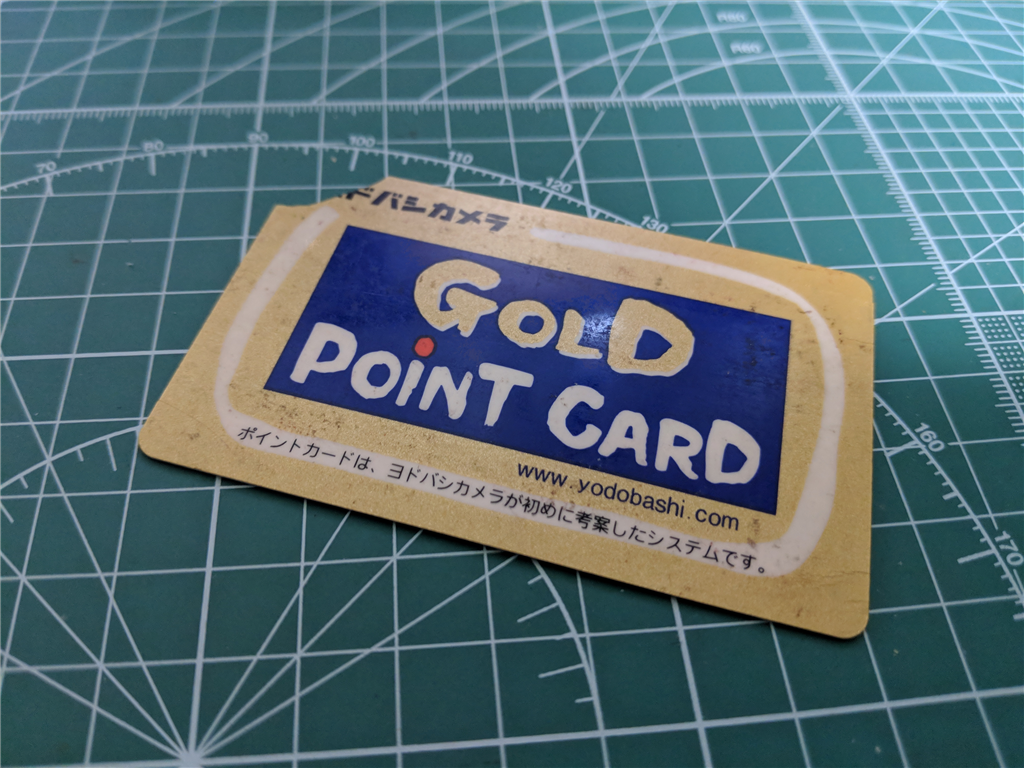 ドバシカメラ
GOLD
POINT CARD
www.yodobashi.com
ポイントカードは、ヨドバシカメラが初めに考案したシステムです。
R80
R60
70
80
90
100
110
120
130
160
170